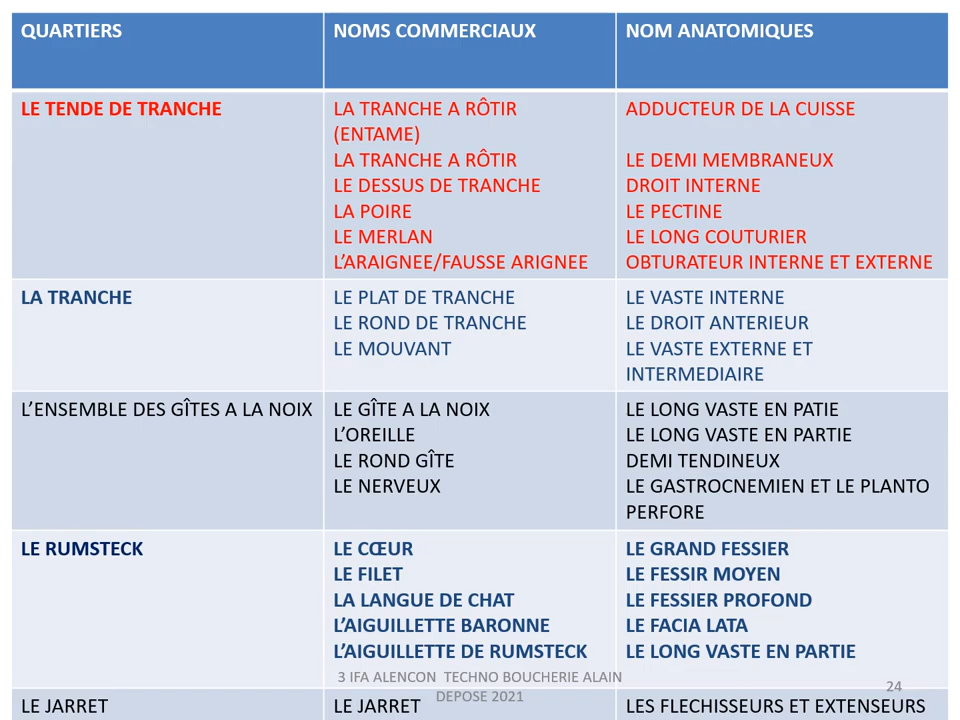 QUARTIERS
NOMS COMMERCIAUX
NOM ANATOMIQUES
LE TENDE DE TRANCHE
LA TRANCHE A RÔTIR
(ENTAME)
LA TRANCHE A RÔTIR
LE DESSUS DE TRANCHE
LA POIRE
LE MERLAN
L’ARAIGNEE/FAUSSE ARIGNEE
ADDUCTEUR DE LA CUISSE
LE DEMI MEMBRANEUX
DROIT INTERNE
LE PECTINE
LE LONG COUTURIER
OBTURATEUR INTERNE ET EXTERNE
LA TRANCHE
LE PLAT DE TRANCHE
LE ROND DE TRANCHE
LE MOUVANT
LE VASTE INTERNE
LE DROIT ANTERIEUR
LE VASTE EXTERNE ET
INTERMEDIAIRE
L’ENSEMBLE DES GÎTES A LA NOIX
LE GÎTE A LA NOIX
L’OREILLE
LE ROND GÎTE
LE NERVEUX
LE LONG VASTE EN PATIE
LE LONG VASTE EN PARTIE
DEMI TENDINEUX
LE GASTROCNEMIEN ET LE PLANTO
PERFORE
LE RUMSTECK
LE CŒUR
LE FILET
LA LANGUE DE CHAT
L’AIGUILLETTE BARONNE
L’AIGUILLETTE DE RUMSTECK
LE GRAND FESSIER
LE FESSIR MOYEN
LE FESSIER PROFOND
LE FACIA LATA
LE LONG VASTE EN PARTIE
3 IFA ALENCON TECHNO BOUCHERIE ALAIN
DEPOSE 2021
24
LE JARRET
LE JARRET
LES FLECHISSEURS ET EXTENSEURS